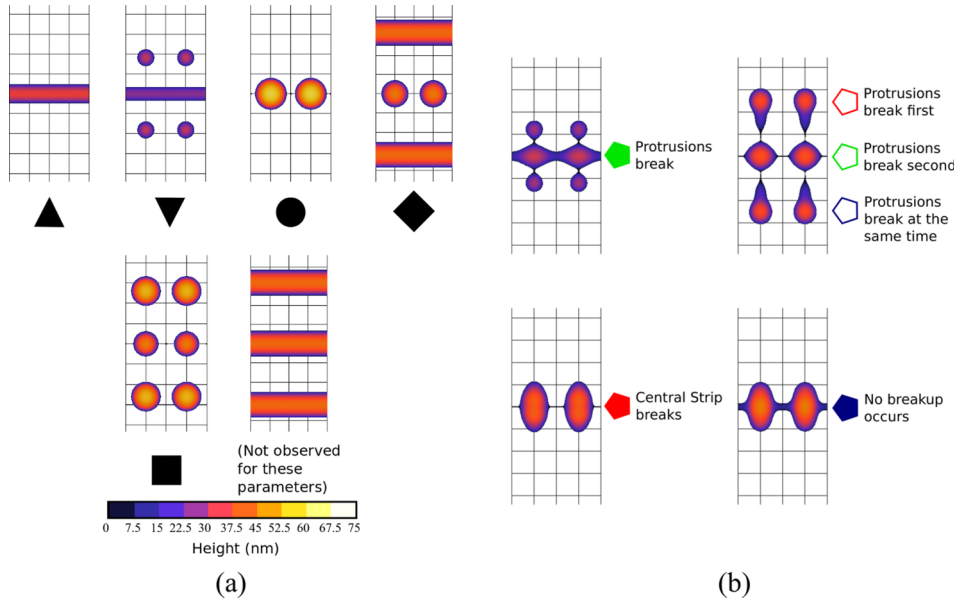 Protrusions
break
Protrusions
break first
Protrusions
break second
Protrusions
break at the
same time
Central Strip
breaks
No breakup
occurs
(Not observed
for these
parameters)
0 7.5 15 22.5 30 37.5 45 52.5 60 67.5 75
Height (nm)
(a)
(b)